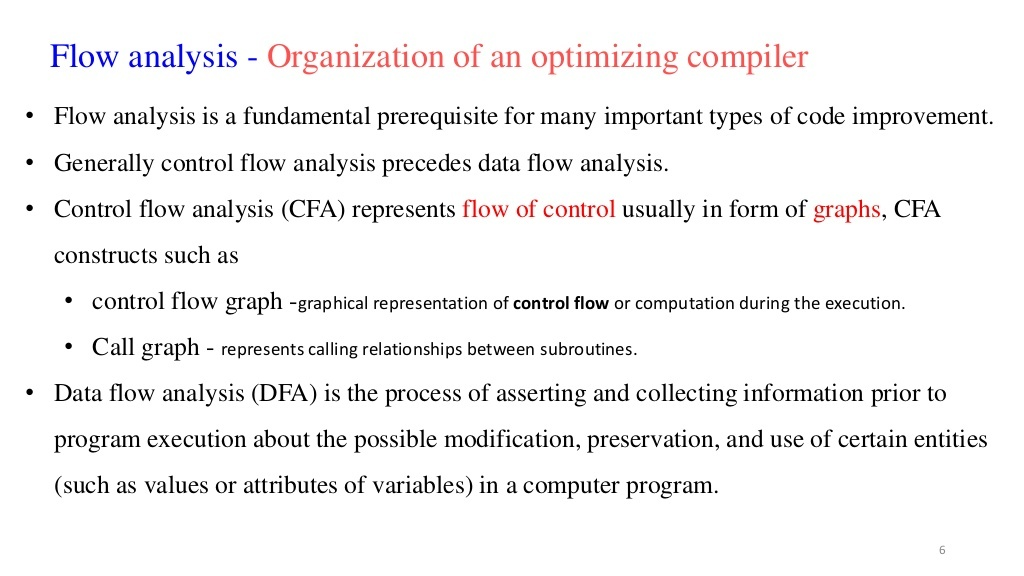 Flow analysis - Organization of an optimizing compiler
• Flow analysis is a fundamental prerequisite for many important types of code improvement.
• Generally control flow analysis precedes data flow analysis.
• Control flow analysis (CFA) represents flow of control usually in form of graphs, CFA
constructs such as
• control flow graph -graphical representation of control flow or computation during the execution.
• Call graph - represents calling relationships between subroutines.
• Data flow analysis (DFA) is the process of asserting and collecting information prior to
program execution about the possible modification, preservation, and use of certain entities
(such as values or attributes of variables) in a computer program.
6